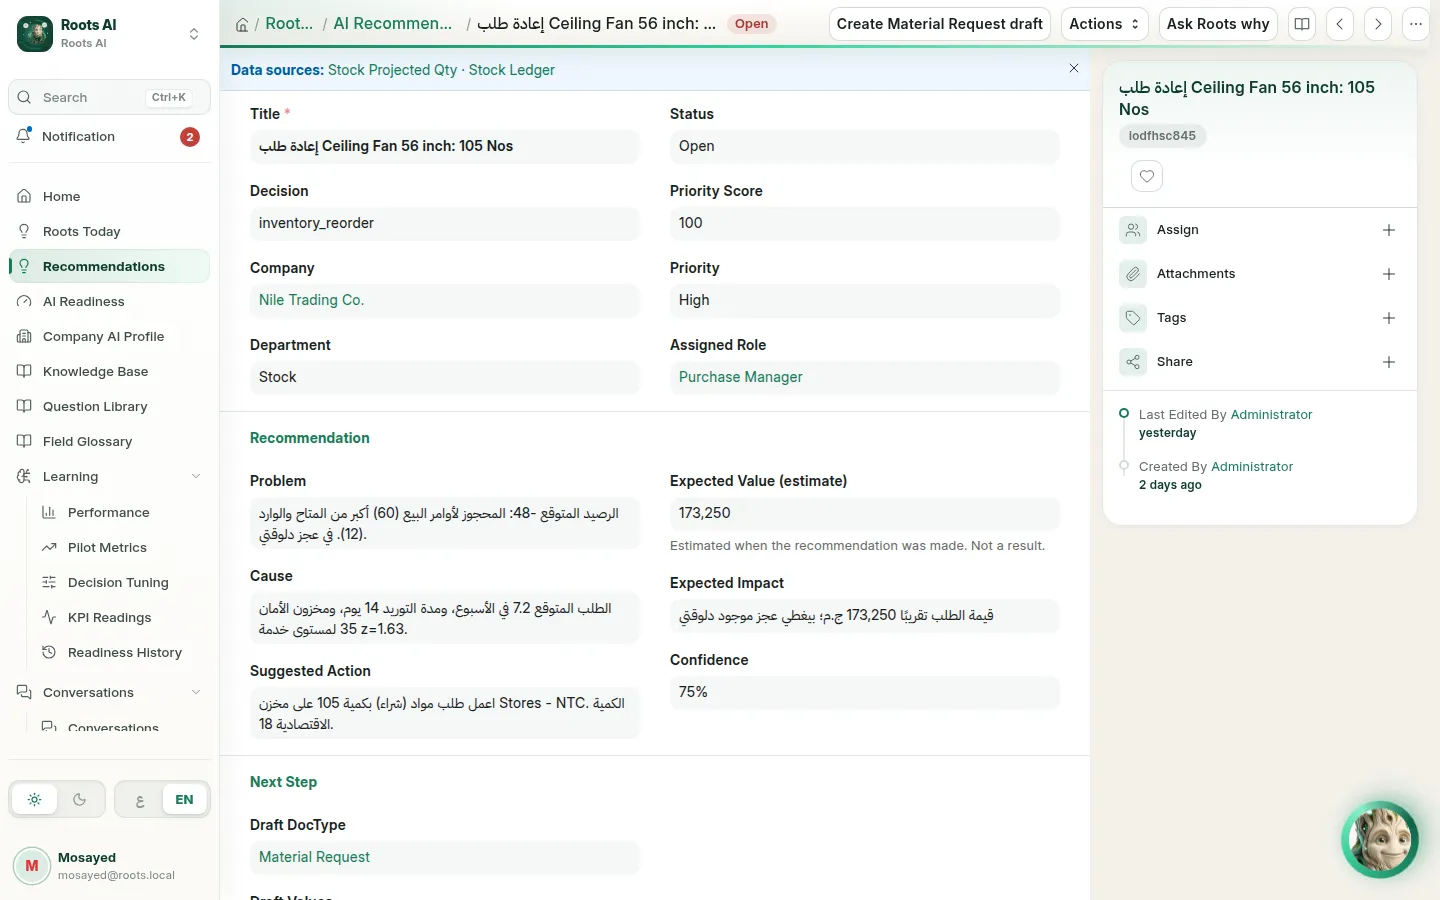 Roots AI
Roots AI
Search
Ctrl+K
Notification
2
Home
Roots Today
Recommendations
AI Readiness
Company AI Profile
Knowledge Base
Question Library
Field Glossary
Learning
Performance
Pilot Metrics
Decision Tuning
KPI Readings
Readiness History
Conversations
Conversations
ع
EN
M
Mosayed
mosayed@roots.local
/ Root... / AI Recommen... / إعادة طلب Ceiling Fan 56 inch: ...
Open
Create Material Request draft
Actions
Ask Roots why
Data sources: Stock Projected Qty · Stock Ledger
Title *
إعادة طلب Ceiling Fan 56 inch: 105 Nos
Status
Open
Decision
inventory_reorder
Priority Score
100
Company
Nile Trading Co.
Priority
High
Department
Stock
Assigned Role
Purchase Manager
Recommendation
Problem
الرصيد المتوقع -48: المحجوز لأوامر البيع (60) أكبر من المتاح والوارد
(12). في عجز دلوقتي.
Expected Value (estimate)
173,250
Estimated when the recommendation was made. Not a result.
Cause
الطلب المتوقع 7.2 في الأسبوع، ومدة التوريد 14 يوم، ومخزون الأمان
35 لمستوى خدمة z=1.63.
Expected Impact
قيمة الطلب تقريبًا 173,250 ج.م؛ بيغطي عجز موجود دلوقتي
Suggested Action
اعمل طلب مواد (شراء) بكمية 105 على مخزن Stores - NTC. الكمية
الاقتصادية 18.
Confidence
75%
Next Step
Draft DocType
Material Request
Draft Values
إعادة طلب Ceiling Fan 56 inch: 105
Nos
iodfhsc845
Assign
Attachments
Tags
Share
Last Edited By Administrator
yesterday
Created By Administrator
2 days ago